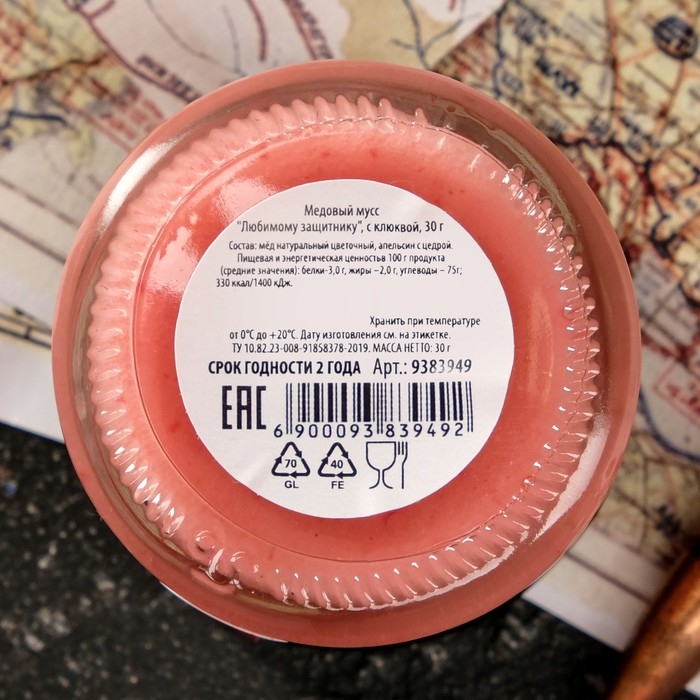 Медовый мусс
"Любимому защитнику", с клюквой, 30 г
Состав: мёд натуральный цветочный, апельсин с цедрой.
Пищевая и энергетическая ценностьв 100 г продукта
(средние значения): белки-3,0 г, жиры –2,0 г, углеводы – 75г;
330 ккал/1400 кДж.
Хранить при температуре
от 0°С до +20°С. Дату изготовления см. на этикетке.
ТУ 10.82.23-008-91858378-2019. МАССА НЕТТО: 30 г
СРОК ГОДНОСТИ 2 ГОДА Арт.: 9383949
EAC
6 900093 839492
70 40
GL FE